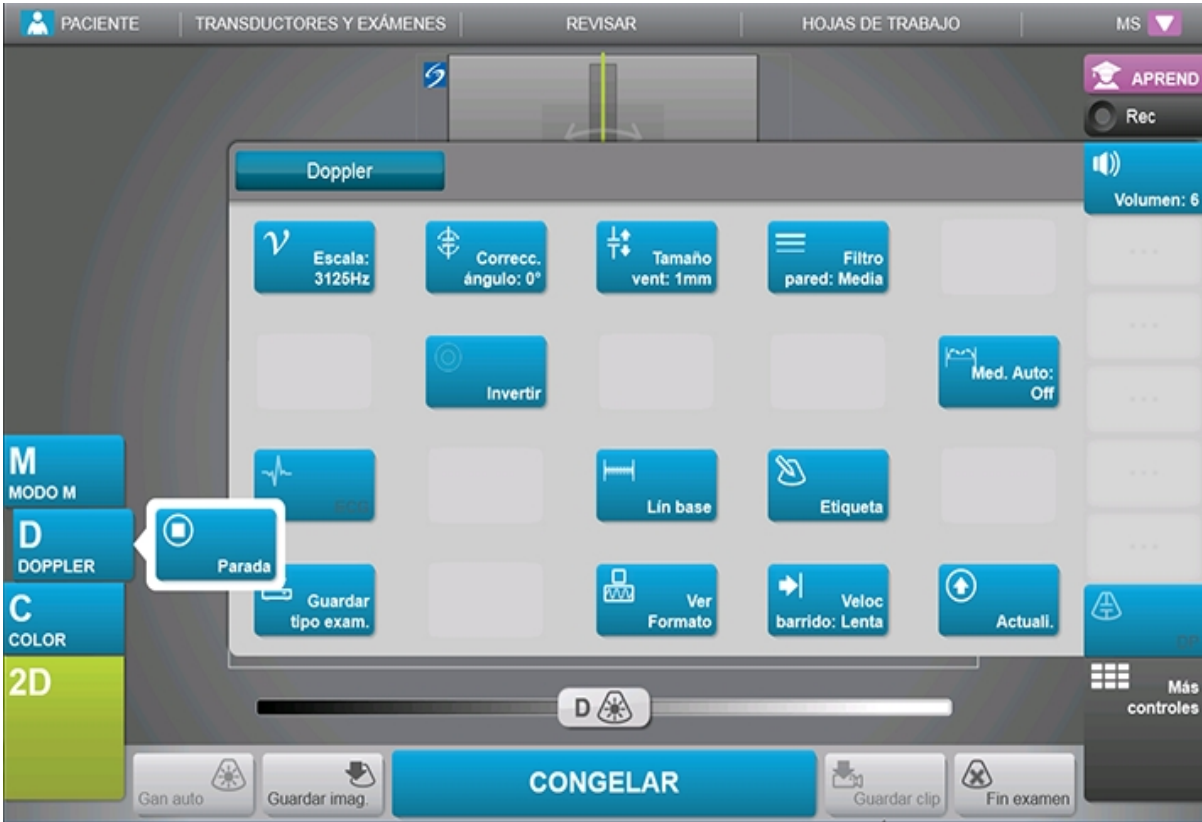 PACIENTE
TRANSDUCTORES Y EXÁMENES
REVISAR
HOJAS DE TRABAJO
MS
APREND
Rec
Volumen: 6
Doppler
Escala:
3125Hz
Correcc.
ángulo: 0°
Tamaño
vent: 1mm
Filtro
pared: Media
Invertir
Med. Auto:
Off
ECG
Lín base
Etiqueta
Guardar
tipo exam.
Ver
Formato
Veloc
barrido: Lenta
Actuali.
M
MODO M
D
DOPPLER
Parada
C
COLOR
2D
DP
Más
controles
D
Gan auto
Guardar imag.
CONGELAR
Guardar clip
Fin examen